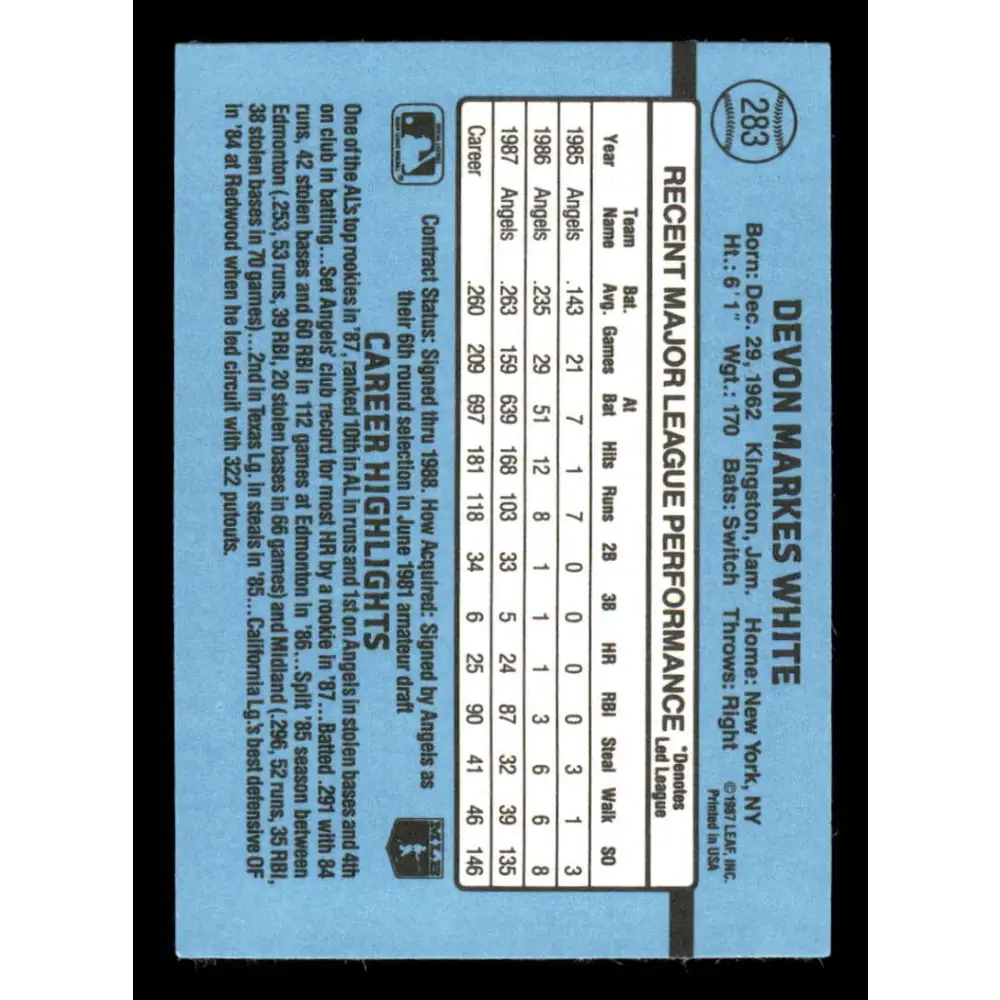 283
DEVON MARKES WHITE
Born: Dec. 29, 1962 Kingston, Jam. Home: New York, NY
Ht.: 6'1" Wgt.: 170 Bats: Switch Throws: Right
©1987 LEAF, INC.
Printed in USA
RECENT MAJOR LEAGUE PERFORMANCE
*Denotes
Led League
Year Team Name Bat. Avg. Games At Bat Hits Runs 2B 3B HR RBI Steal Walk SO
1985 Angels .143 21 7 1 7 0 0 0 0 3 1 3
1986 Angels .235 29 51 12 8 1 1 1 3 6 6 8
1987 Angels .263 159 639 168 103 33 5 24 87 32 39 135
Career .260 209 697 181 118 34 6 25 90 41 46 146
Contract Status: Signed thru 1988. How Acquired: Signed by Angels as
their 6th round selection in June 1981 amateur draft
MLB
CAREER HIGHLIGHTS
One of the AL's top rookies in '87, ranked 10th in AL in runs and 1st on Angels in stolen bases and 4th
on club in batting...Set Angels' club record for most HR by a rookie in '87...Batted .291 with 84
runs, 42 stolen bases and 60 RBI in 112 games at Edmonton in '86...Split '85 season between
Edmonton (.253, 53 runs, 39 RBI, 20 stolen bases in 66 games) and Midland (.296, 52 runs, 35 RBI,
38 stolen bases in 70 games)...2nd in Texas Lg. in steals in '85...California Lg.'s best defensive OF
in '84 at Redwood when he led circuit with 322 putouts.